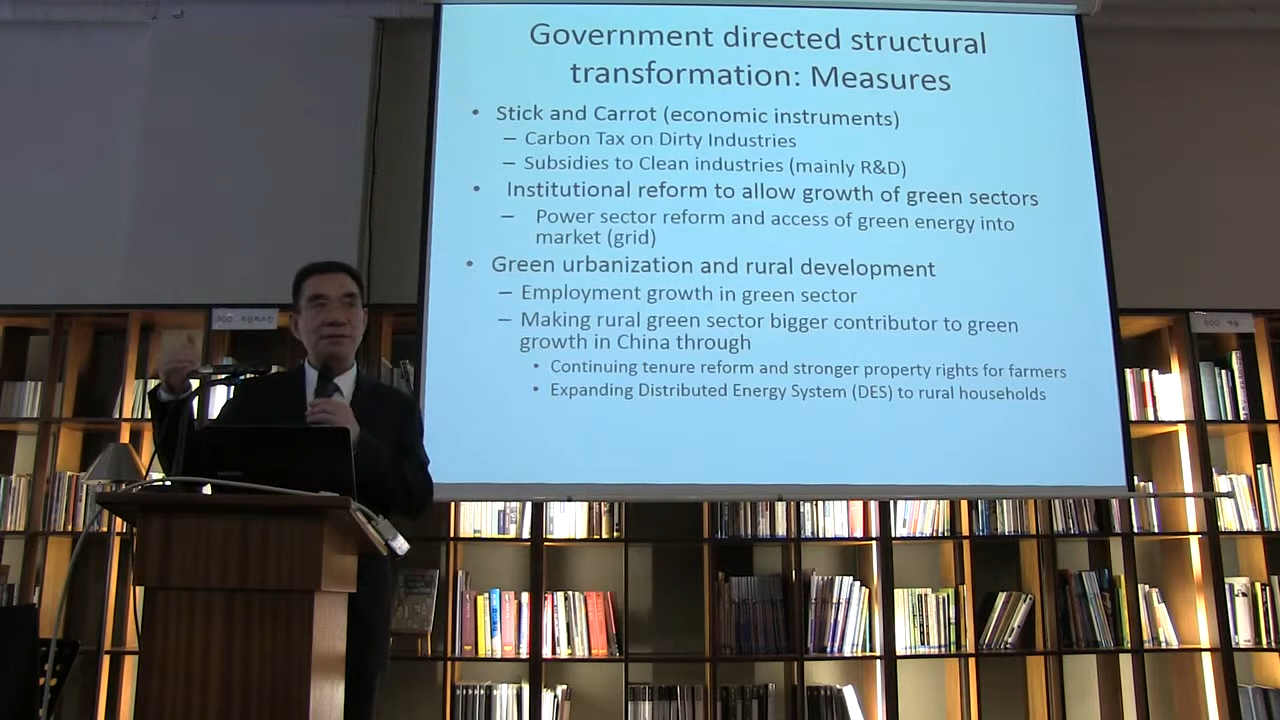 Government directed structural
transformation: Measures
• Stick and Carrot (economic instruments)
– Carbon Tax on Dirty Industries
– Subsidies to Clean industries (mainly R&D)
• Institutional reform to allow growth of green sectors
– Power sector reform and access of green energy into
market (grid)
• Green urbanization and rural development
– Employment growth in green sector
– Making rural green sector bigger contributor to green
growth in China through
• Continuing tenure reform and stronger property rights for farmers
• Expanding Distributed Energy System (DES) to rural households
600 예술